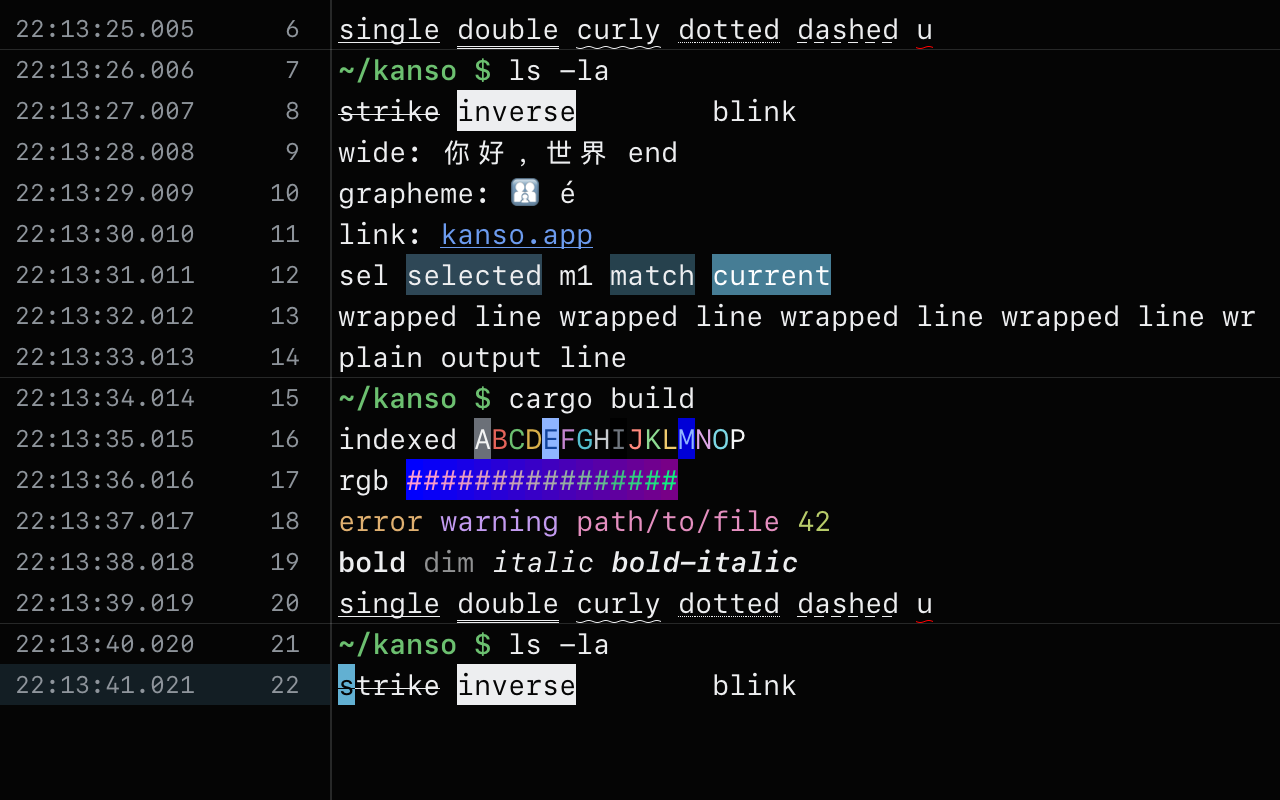 22:13:25.005 6 single double curly dotted dashed u
22:13:26.006 7 ~/kanso $ ls -la
22:13:27.007 8 strike inverse blink
22:13:28.008 9 wide: 你好，世界 end
22:13:29.009 10 grapheme: 👪 é
22:13:30.010 11 link: kanso.app
22:13:31.011 12 sel selected m1 match current
22:13:32.012 13 wrapped line wrapped line wrapped line wrapped line wr
22:13:33.013 14 plain output line
22:13:34.014 15 ~/kanso $ cargo build
22:13:35.015 16 indexed ABCDEFGHIJKLMNOP
22:13:36.016 17 rgb ################
22:13:37.017 18 error warning path/to/file 42
22:13:38.018 19 bold dim italic bold-italic
22:13:39.019 20 single double curly dotted dashed u
22:13:40.020 21 ~/kanso $ ls -la
22:13:41.021 22 strike inverse blink